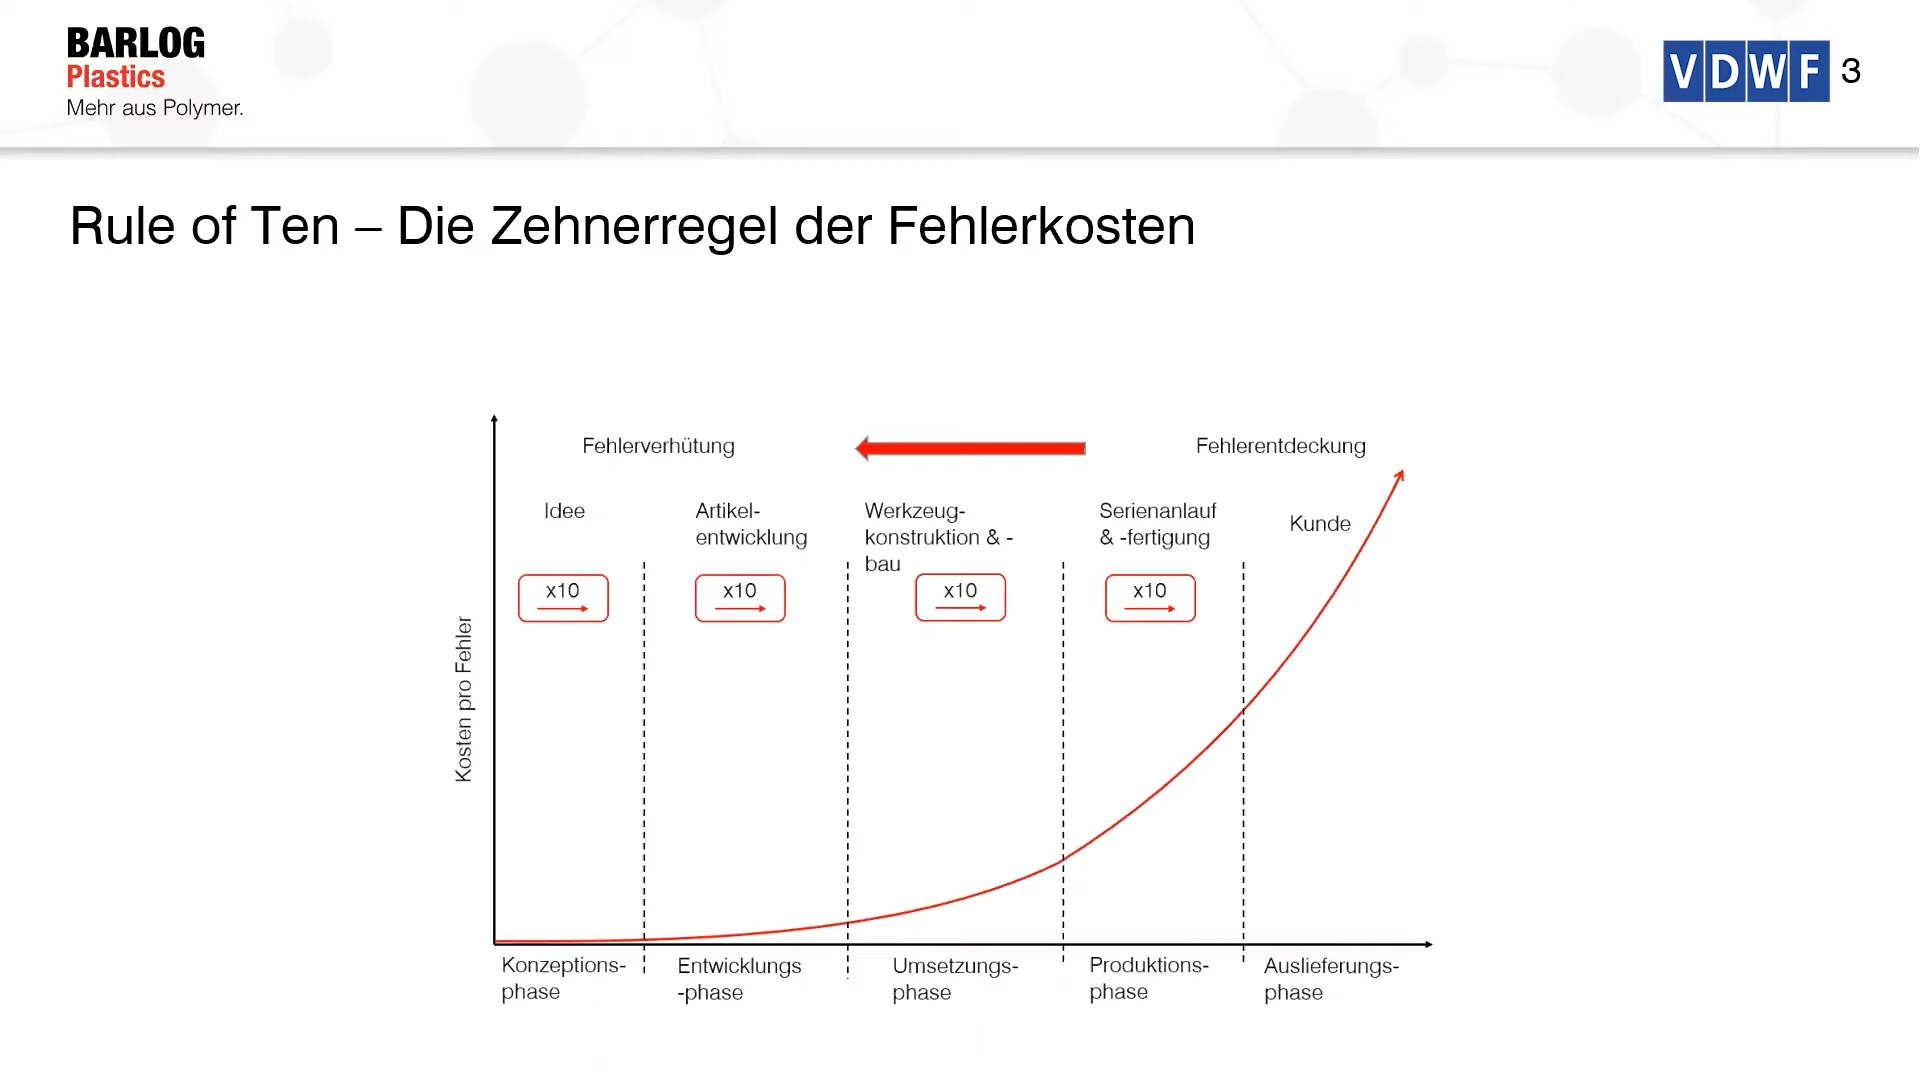 BARLOG
Plastics
Mehr aus Polymer.
VDWF 3
Rule of Ten – Die Zehnerregel der Fehlerkosten
Fehlerverhütung
Fehlerentdeckung
Idee
Artikel-
entwicklung
Werkzeug-
konstruktion & -
bau
Serienanlauf
& -fertigung
Kunde
x10
x10
x10
x10
Kosten pro Fehler
Konzeptions-
phase
Entwicklungs
-phase
Umsetzungs-
phase
Produktions-
phase
Auslieferungs-
phase